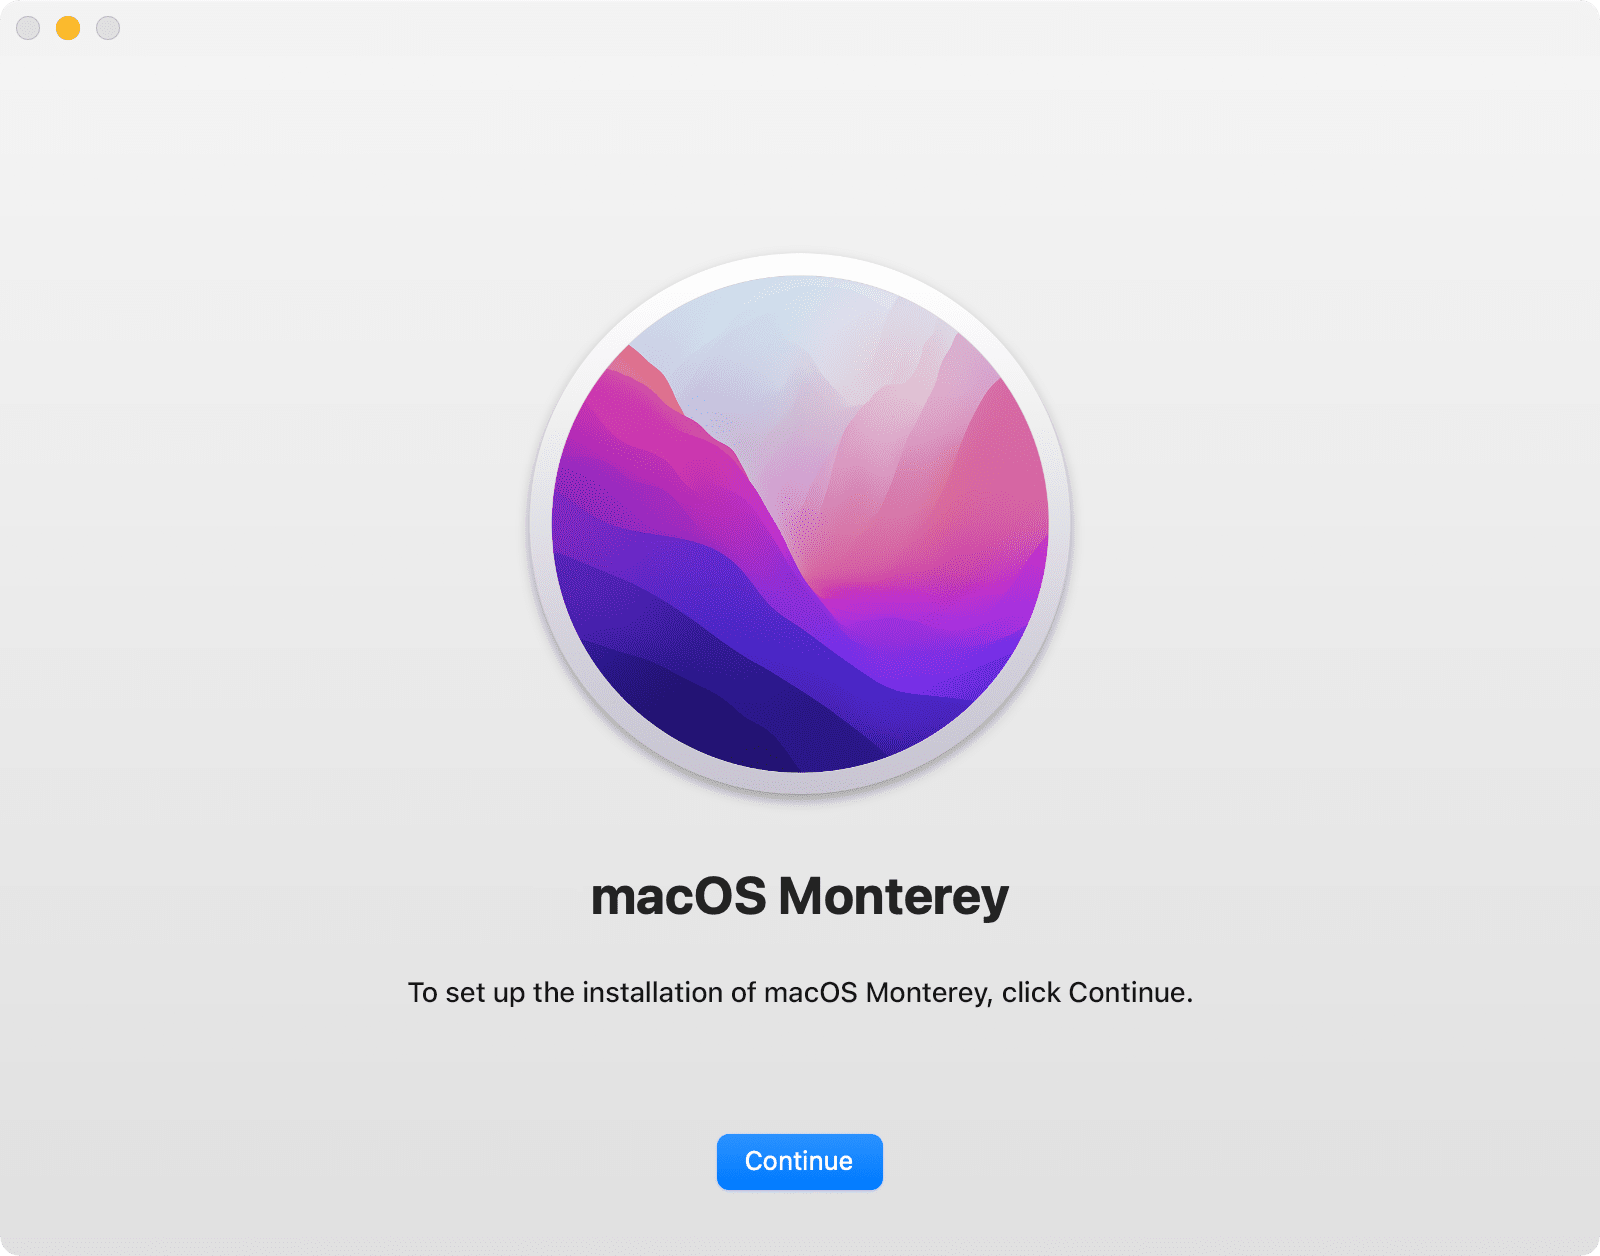 macOS Monterey
To set up the installation of macOS Monterey, click Continue.
Continue